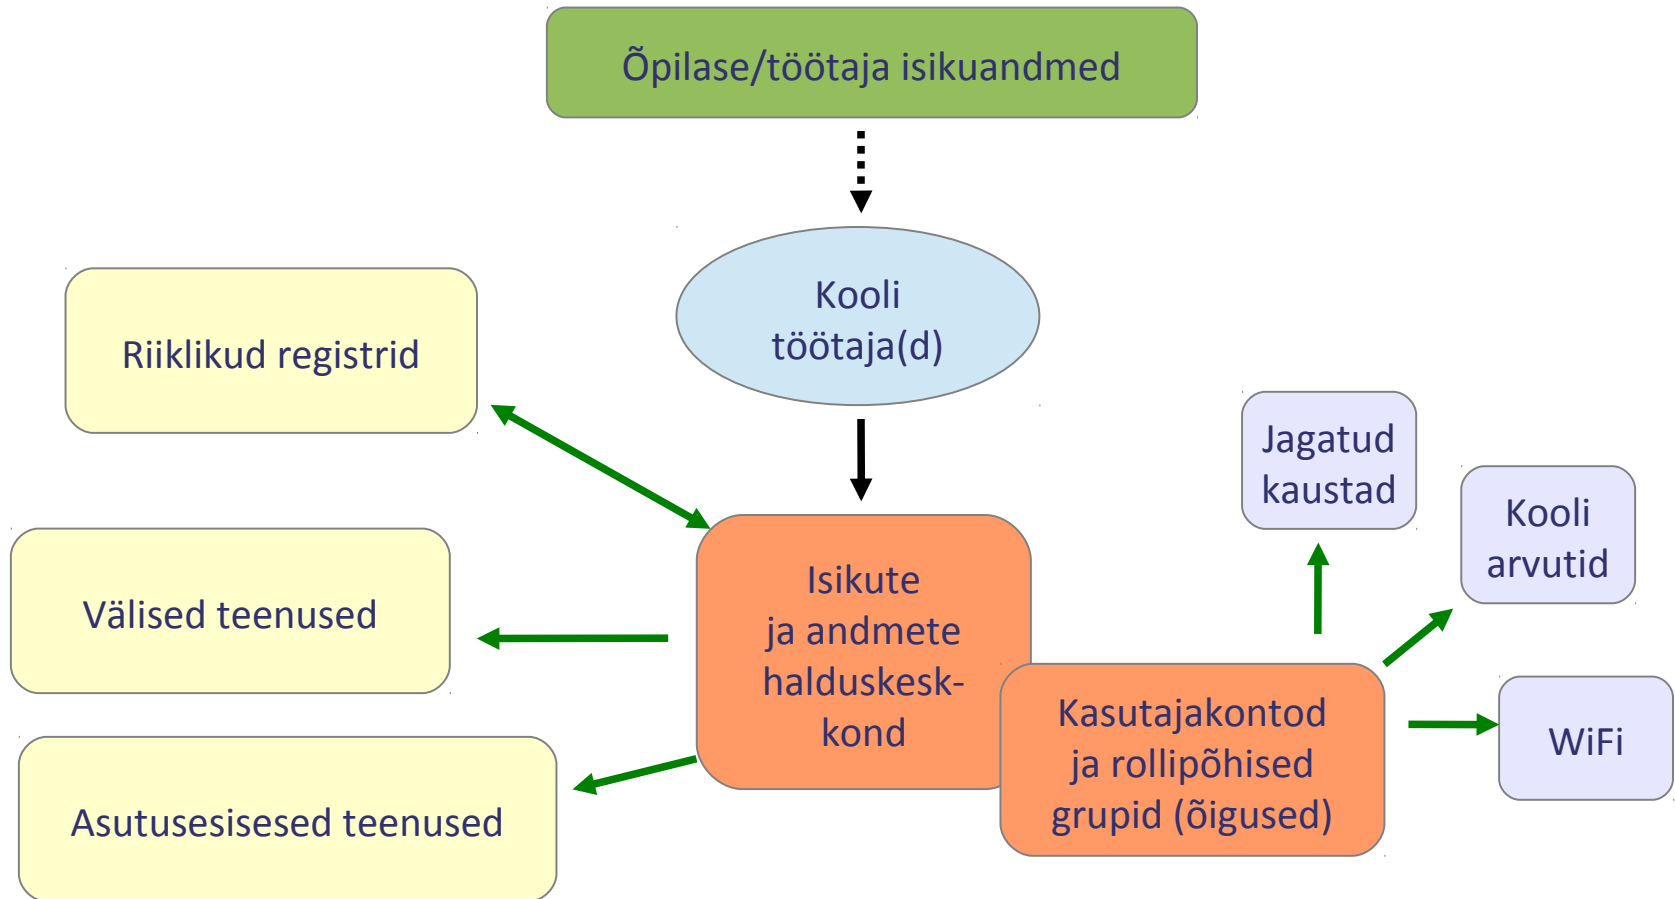 Õpilase/töötaja isikuandmed
Kooli
töötaja(d)
Riiklikud registrid
Välised teenused
Asutusesisesed teenused
Isikute
ja andmete
halduskesk-
kond
Kasutajakontod
ja rollipõhised
grupid (õigused)
Jagatud
kaustad
Kooli
arvutid
WiFi